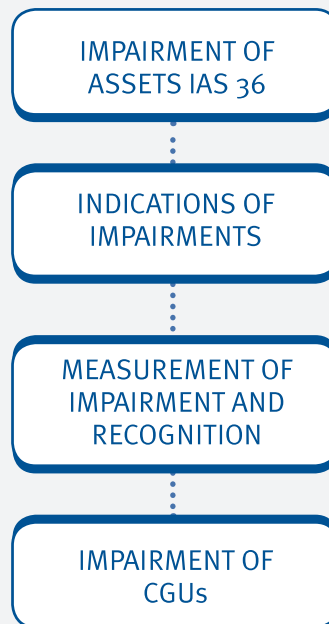 IMPAIRMENT OF
ASSETS IAS 36
INDICATIONS OF
IMPAIRMENTS
MEASUREMENT OF
IMPAIRMENT AND
RECOGNITION
IMPAIRMENT OF
CGUs